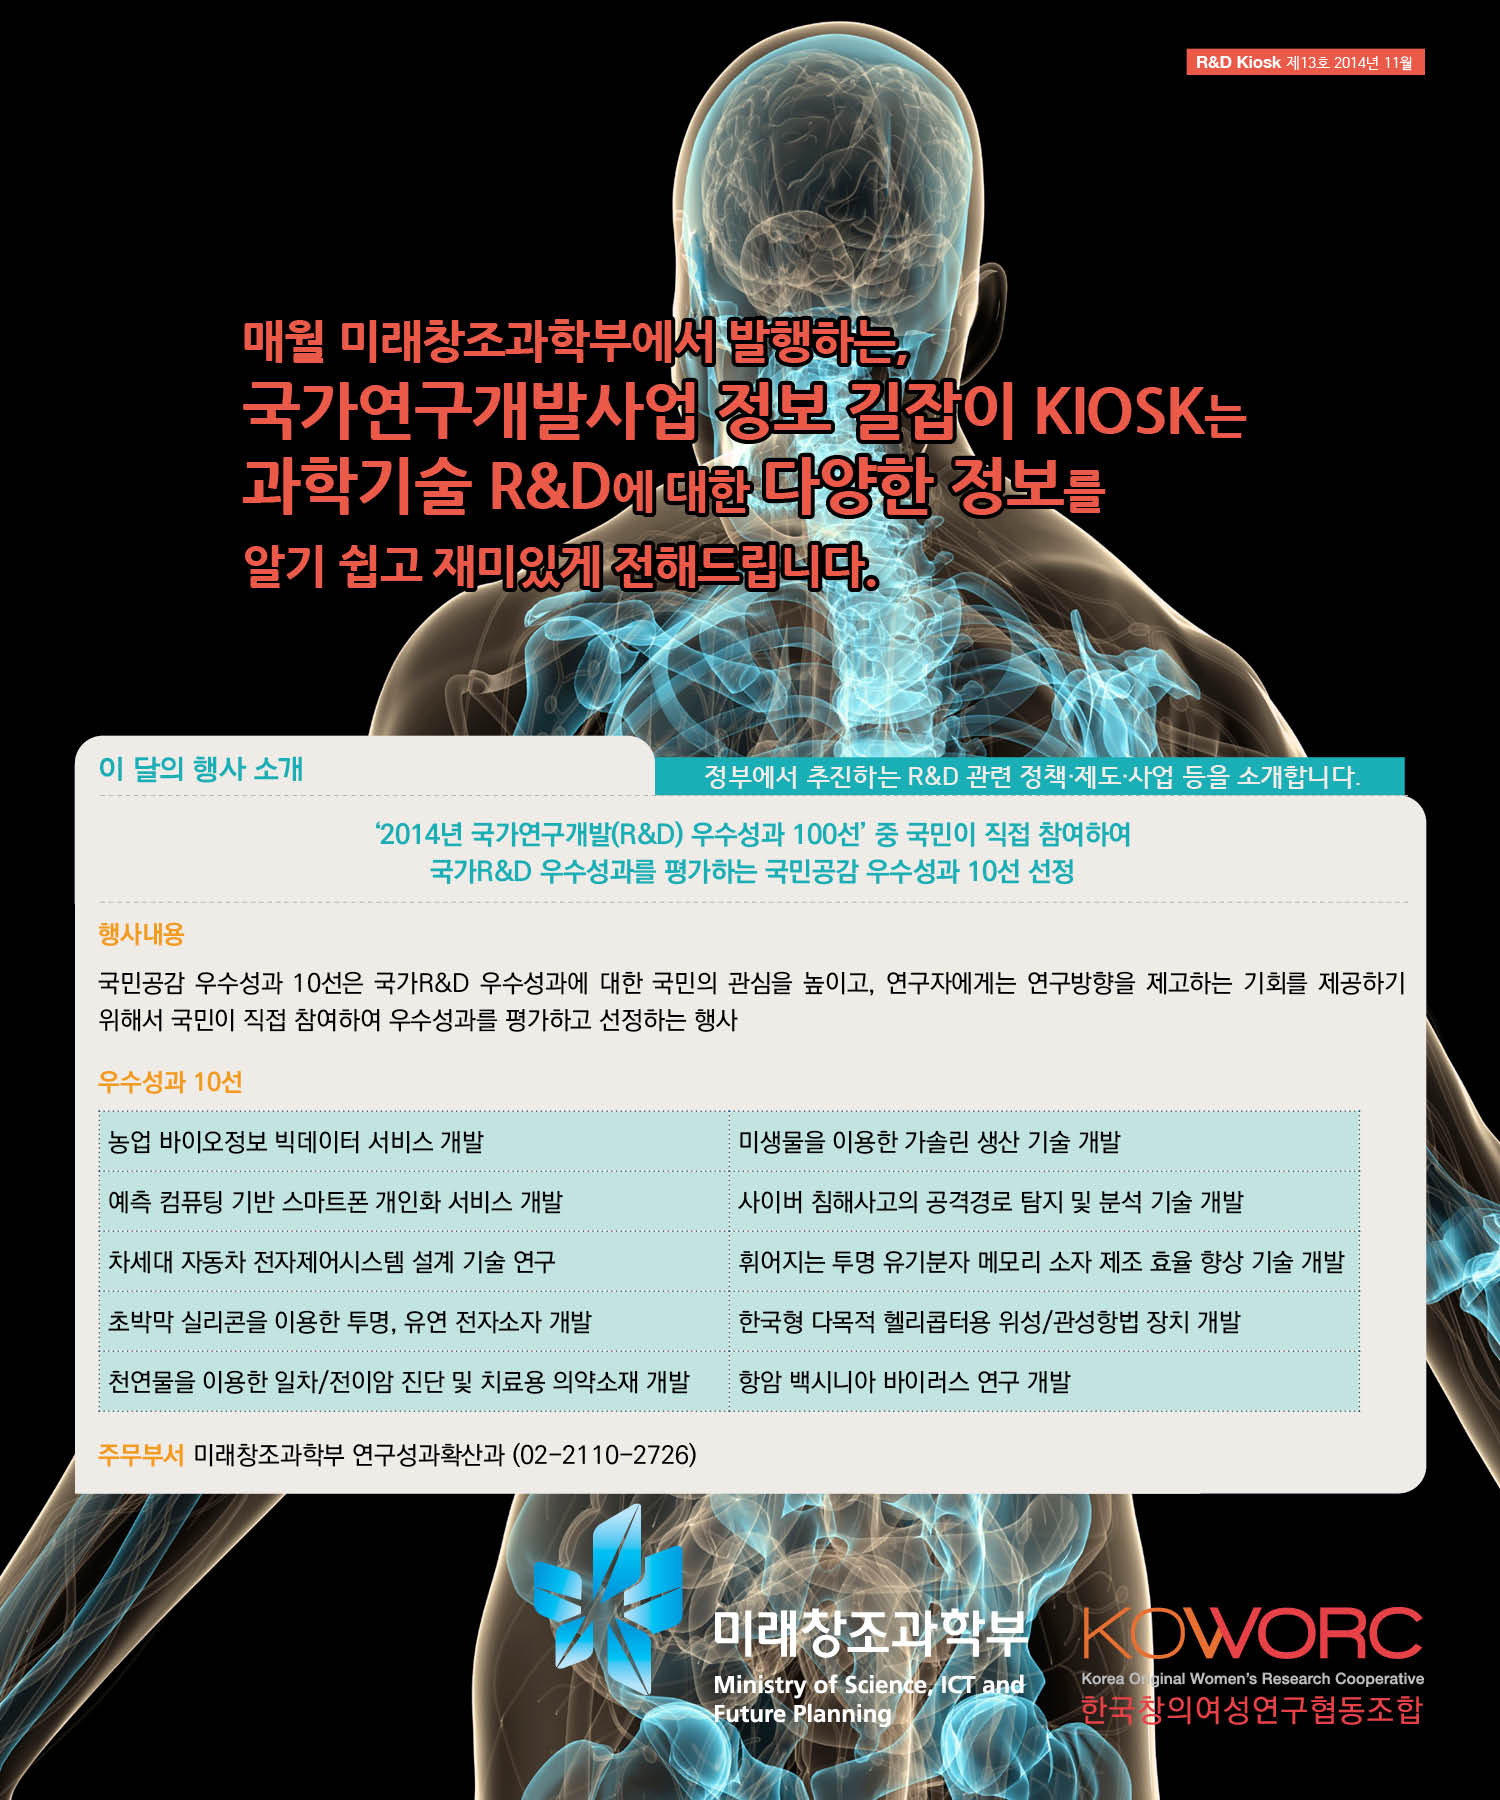 R&D Kiosk 제13호 2014년 11월
매월 미래창조과학부에서 발행하는,
국가연구개발사업 정보 길잡이 KIOSK는
과학기술 R&D에 대한 다양한 정보를
알기 쉽고 재미있게 전해드립니다.
이 달의 행사 소개
정부에서 추진하는 R&D 관련 정책·제도·사업 등을 소개합니다.
‘2014년 국가연구개발(R&D) 우수성과 100선’ 중 국민이 직접 참여하여
국가R&D 우수성과를 평가하는 국민공감 우수성과 10선 선정
행사내용
국민공감 우수성과 10선은 국가R&D 우수성과에 대한 국민의 관심을 높이고, 연구자에게는 연구방향을 제고하는 기회를 제공하기
위해서 국민이 직접 참여하여 우수성과를 평가하고 선정하는 행사
우수성과 10선
농업 바이오정보 빅데이터 서비스 개발
미생물을 이용한 가솔린 생산 기술 개발
예측 컴퓨팅 기반 스마트폰 개인화 서비스 개발
사이버 침해사고의 공격경로 탐지 및 분석 기술 개발
차세대 자동차 전자제어시스템 설계 기술 연구
휘어지는 투명 유기분자 메모리 소자 제조 효율 향상 기술 개발
초박막 실리콘을 이용한 투명, 유연 전자소자 개발
한국형 다목적 헬리콥터용 위성/관성항법 장치 개발
천연물을 이용한 일차/전이암 진단 및 치료용 의약소재 개발
항암 백시니아 바이러스 연구 개발
주무부서 미래창조과학부 연구성과확산과 (02-2110-2726)
미래창조과학부
Ministry of Science, ICT and
Future Planning
KOWORC
Korea Original Women's Research Cooperative
한국창의여성연구협동조합